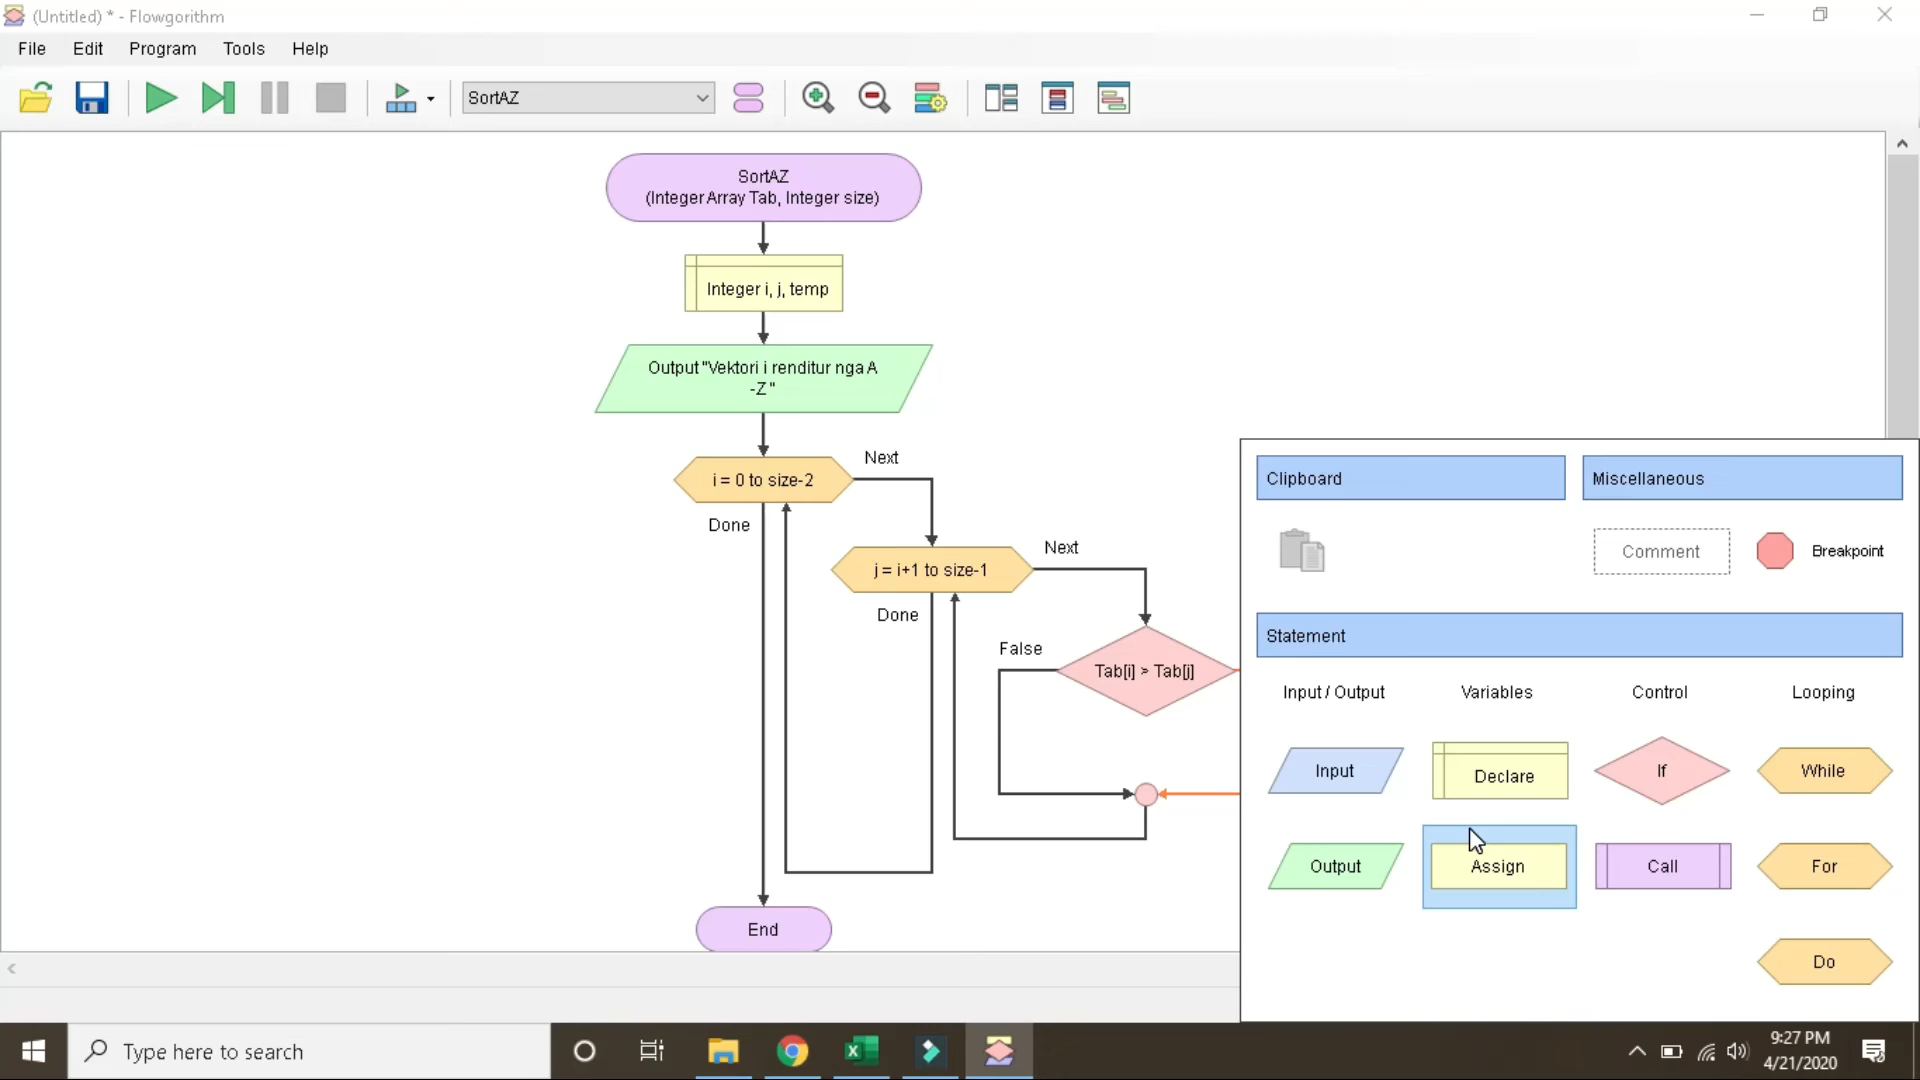 (Untitled) * - Flowgorithm
File Edit Program Tools Help
SortAZ
SortAZ
(Integer Array Tab, Integer size)
Integer i, j, temp
Output "Vektori i renditur nga A
-Z "
i = 0 to size-2
Next
Done
j = i+1 to size-1
Next
Done
False
Tab[i] > Tab[j]
End
Clipboard
Miscellaneous
Comment
Breakpoint
Statement
Input / Output
Variables
Control
Looping
Input
Declare
If
While
Output
Assign
Call
For
Do
Type here to search
9:27 PM
4/21/2020